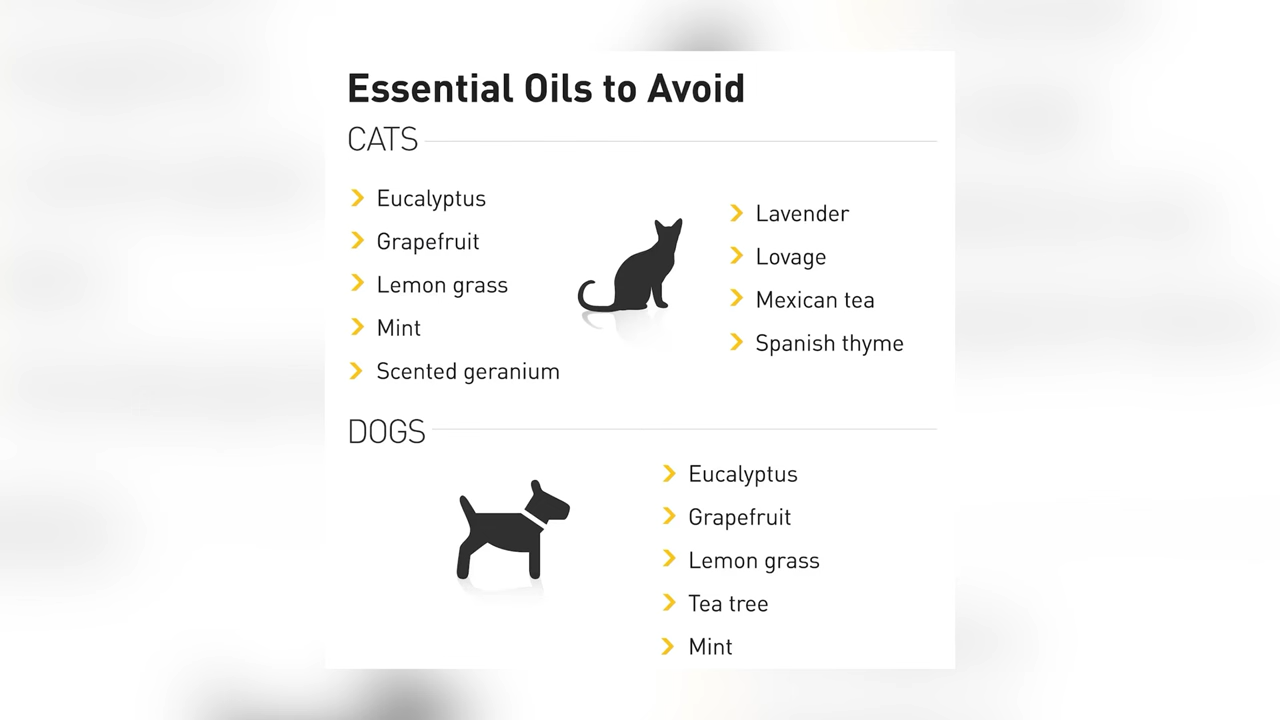 Essential Oils to Avoid
CATS
Eucalyptus
Grapefruit
Lemon grass
Mint
Scented geranium
Lavender
Lovage
Mexican tea
Spanish thyme
DOGS
Eucalyptus
Grapefruit
Lemon grass
Tea tree
Mint